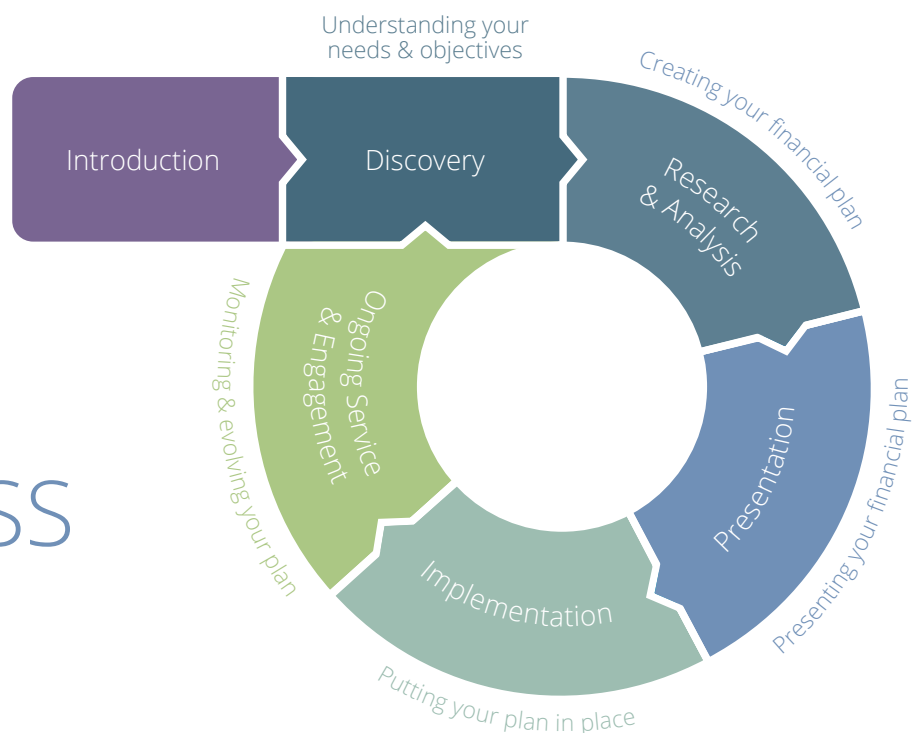 Understanding your
needs & objectives
Introduction
Discovery
Creating your financial plan
Research
& Analysis
Presentation
Presenting your financial plan
Implementation
Putting your plan in place
Ongoing Service
& Engagement
Monitoring & evolving your plan